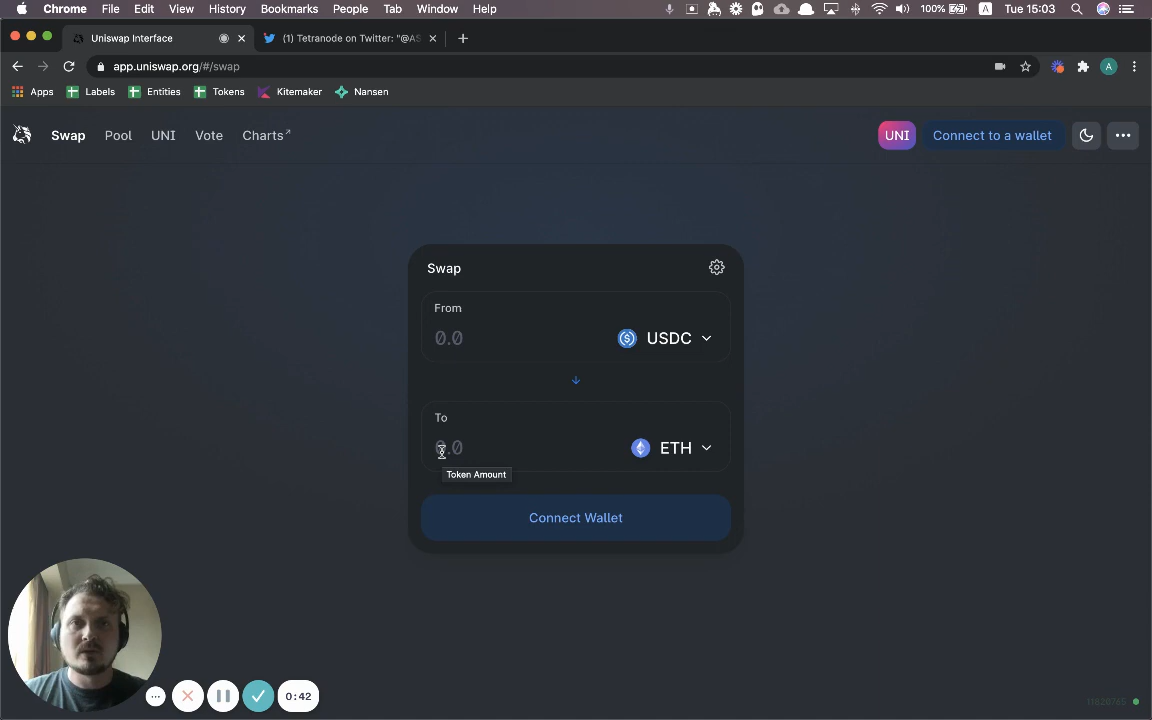 Chrome File Edit View History Bookmarks People Tab Window Help 100% A Tue 15:03
Uniswap Interface (1) Tetranode on Twitter: "@AS
app.uniswap.org/#/swap A
Apps Labels Entities Tokens Kitemaker Nansen
Swap Pool UNI Vote Charts↗ UNI Connect to a wallet
Swap
From
0.0 USDC
To
0.0 ETH
Token Amount
Connect Wallet
0:42